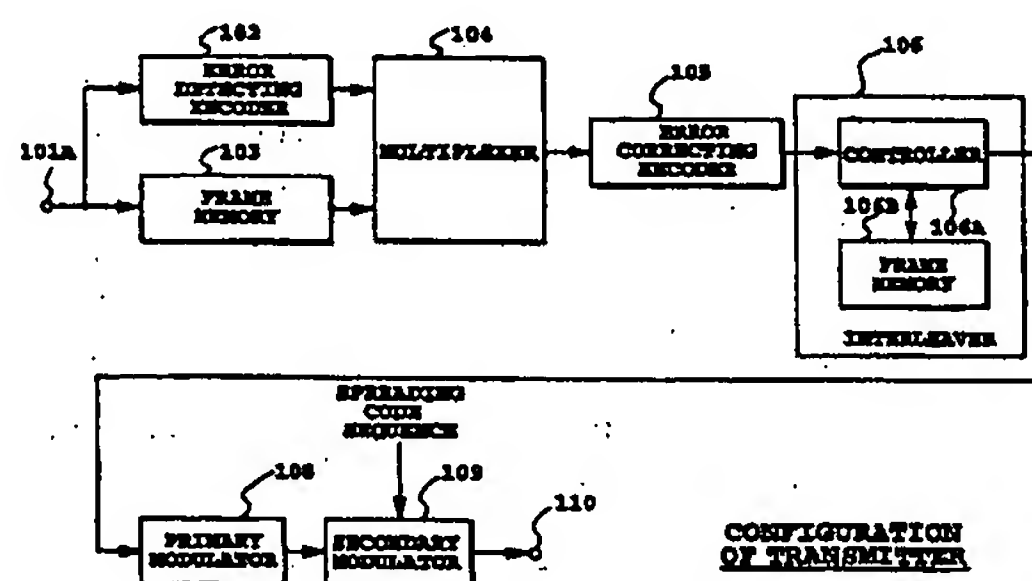 102
ERROR
DETECTING
ENCODER
104
MULTIPLEXER
105
ERROR
CORRECTING
ENCODER
106
CONTROLLER
106B
106A
FRAME
MEMORY
INTERLEAVER
101A
103
FRAME
MEMORY
SPREADING
CODE
SEQUENCE
108
PRIMARY
MODULATOR
109
SECONDARY
MODULATOR
110
CONFIGURATION
OF TRANSMITTER